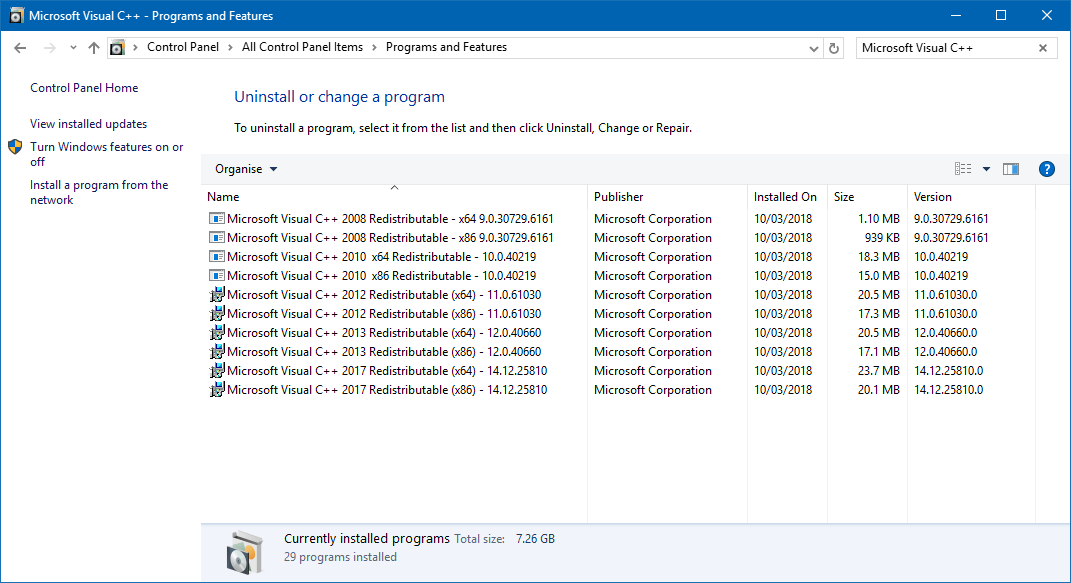 Microsoft Visual C++ - Programs and Features
Control Panel > All Control Panel Items > Programs and Features
Microsoft Visual C++
Control Panel Home
View installed updates
Turn Windows features on or
off
Install a program from the
network
Uninstall or change a program
To uninstall a program, select it from the list and then click Uninstall, Change or Repair.
Organise
?
Name Publisher Installed On Size Version
Microsoft Visual C++ 2008 Redistributable - x64 9.0.30729.6161 Microsoft Corporation 10/03/2018 1.10 MB 9.0.30729.6161
Microsoft Visual C++ 2008 Redistributable - x86 9.0.30729.6161 Microsoft Corporation 10/03/2018 939 KB 9.0.30729.6161
Microsoft Visual C++ 2010  x64 Redistributable - 10.0.40219 Microsoft Corporation 10/03/2018 18.3 MB 10.0.40219
Microsoft Visual C++ 2010  x86 Redistributable - 10.0.40219 Microsoft Corporation 10/03/2018 15.0 MB 10.0.40219
Microsoft Visual C++ 2012 Redistributable (x64) - 11.0.61030 Microsoft Corporation 10/03/2018 20.5 MB 11.0.61030.0
Microsoft Visual C++ 2012 Redistributable (x86) - 11.0.61030 Microsoft Corporation 10/03/2018 17.3 MB 11.0.61030.0
Microsoft Visual C++ 2013 Redistributable (x64) - 12.0.40660 Microsoft Corporation 10/03/2018 20.5 MB 12.0.40660.0
Microsoft Visual C++ 2013 Redistributable (x86) - 12.0.40660 Microsoft Corporation 10/03/2018 17.1 MB 12.0.40660.0
Microsoft Visual C++ 2017 Redistributable (x64) - 14.12.25810 Microsoft Corporation 10/03/2018 23.7 MB 14.12.25810.0
Microsoft Visual C++ 2017 Redistributable (x86) - 14.12.25810 Microsoft Corporation 10/03/2018 20.1 MB 14.12.25810.0
Currently installed programs Total size: 7.26 GB
29 programs installed